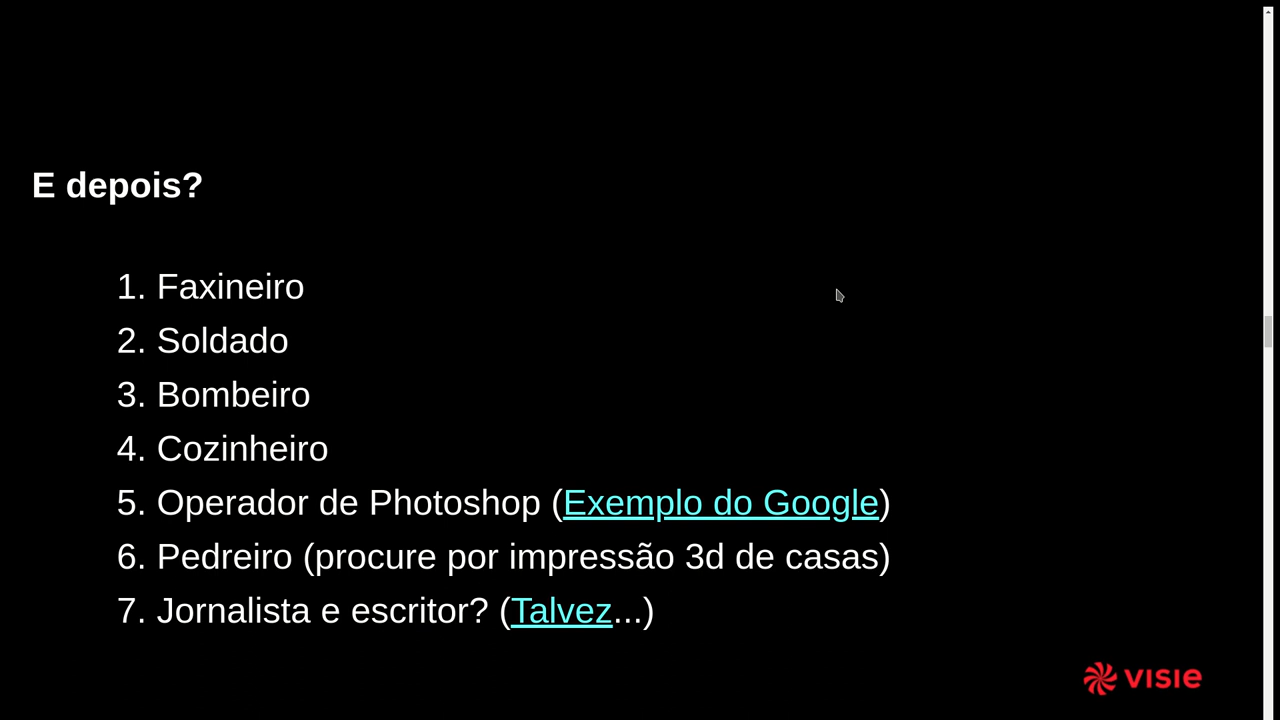 E depois?
1. Faxineiro
2. Soldado
3. Bombeiro
4. Cozinheiro
5. Operador de Photoshop (Exemplo do Google)
6. Pedreiro (procure por impressão 3d de casas)
7. Jornalista e escritor? (Talvez...)
VISIE